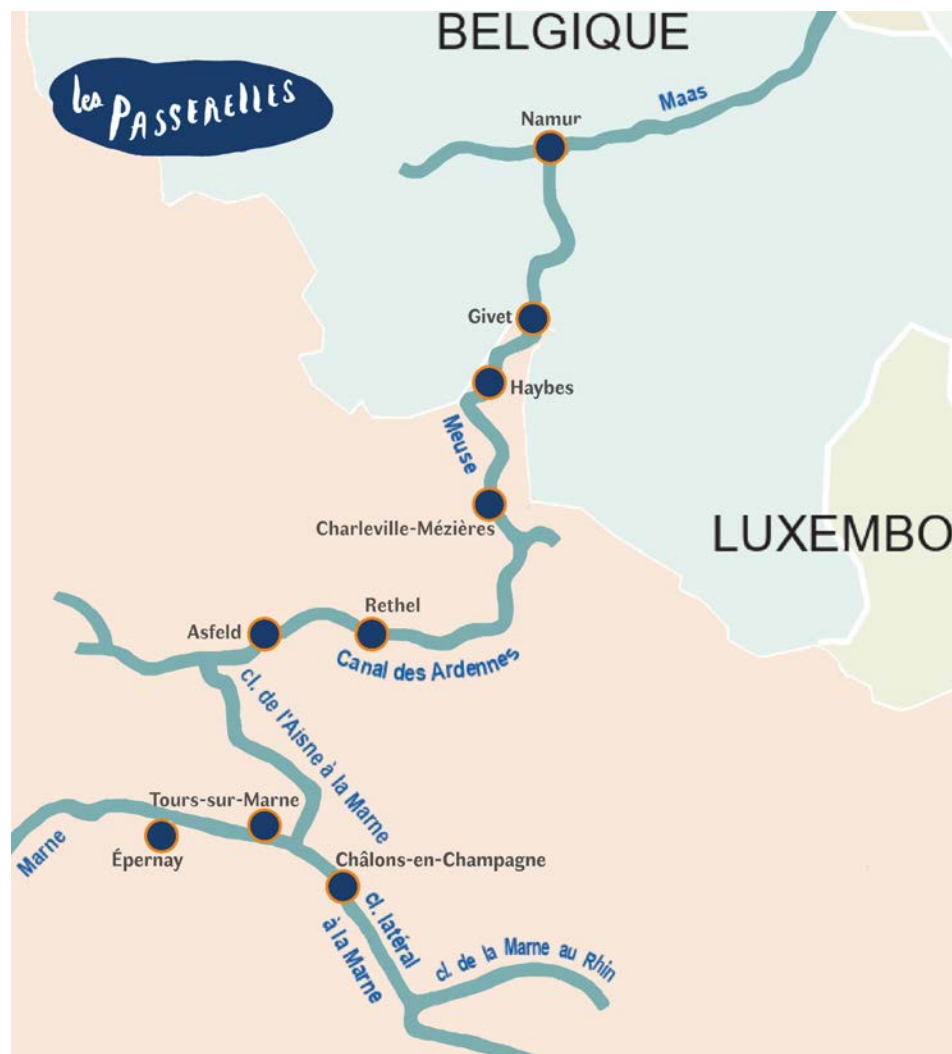 BELGIQUE
les PASSERELLES
Maas
Namur
Givet
Haybes
Meuse
Charleville-Mézières
LUXEMBO
Rethel
Asfeld
Canal des Ardennes
cl. de l'Aisne à la Marne
Tours-sur-Marne
Marne
Épernay
Châlons-en-Champagne
cl. latéral
à la Marne
cl. de la Marne au Rhin